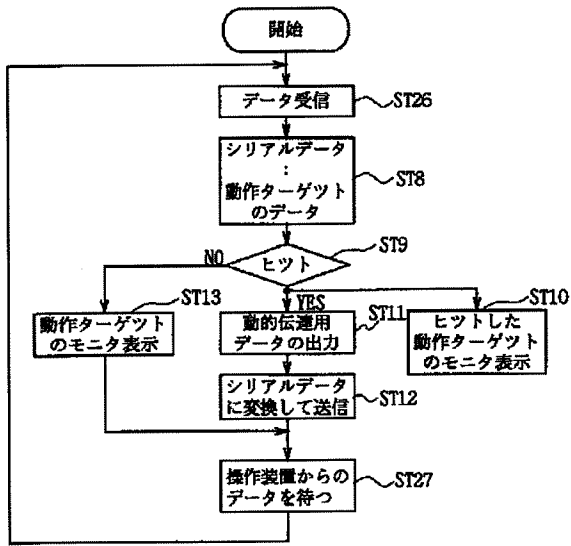 開始
データ受信
ST26
シリアルデータ
:
動作ターゲツト
のデータ
ST8
ヒツト
ST9
NO
YES
ST13
動作ターゲツト
のモニタ表示
動的伝達用
データの出力
ST11
ST10
ヒツトした
動作ターゲツト
のモニタ表示
シリアルデータ
に変換して送信
ST12
操作装置からの
データを待つ
ST27